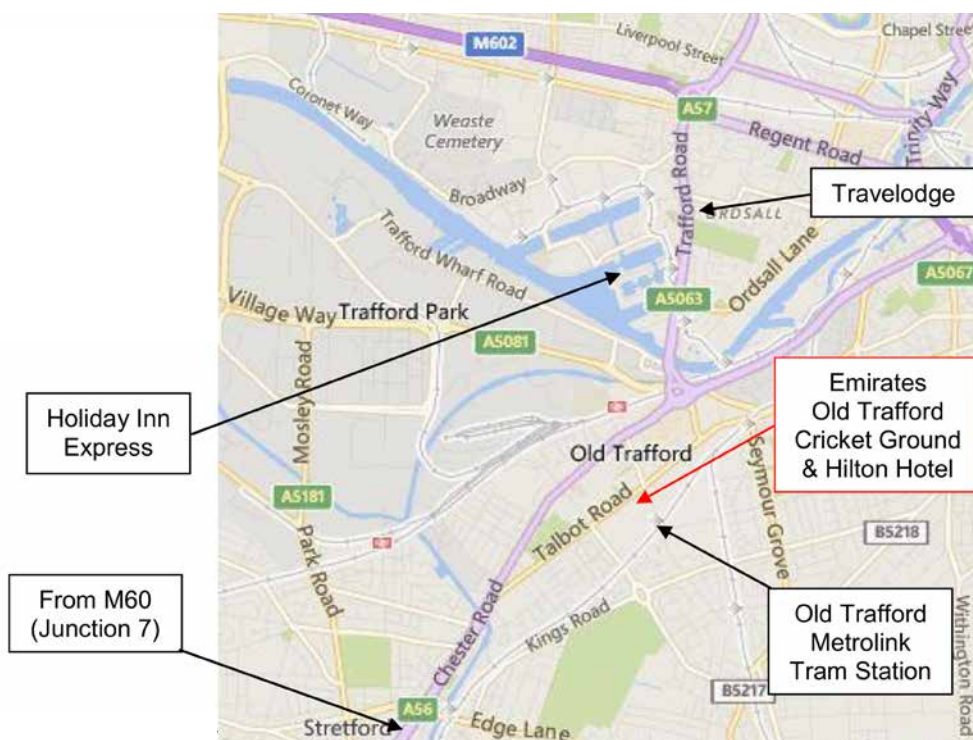 M602
Liverpool Street
Chapel Street
Coronet Way
Weaste
Cemetery
A57
Trinity Way
Regent Road
Broadway
Trafford Road
Travelodge
ORDSALL
Trafford Wharf Road
Ordsall Lane
A5067
A5063
Village Way
Trafford Park
A5081
Mosley Road
Holiday Inn
Express
Emirates
Old Trafford
Cricket Ground
& Hilton Hotel
Old Trafford
Seymour Grove
A5181
Talbot Road
B5218
Park Road
From M60
(Junction 7)
Chester Road
Kings Road
Old Trafford
Metrolink
Tram Station
Withington Road
B5217
A56
Stretford
Edge Lane